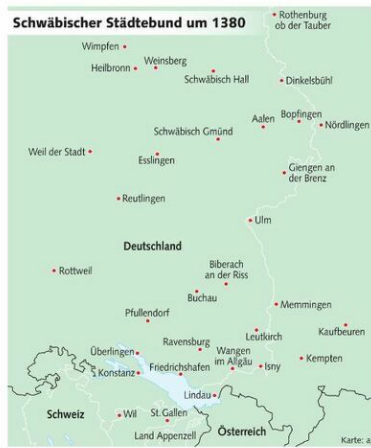 Schwäbischer Städtebund um 1380
Rothenburg
ob der Tauber
Wimpfen
Heilbronn
Weinsberg
Schwäbisch Hall
Dinkelsbühl
Aalen
Bopfingen
Nördlingen
Schwäbisch Gmünd
Weil der Stadt
Esslingen
Giengen an
der Brenz
Reutlingen
Ulm
Deutschland
Rottweil
Biberach
an der Riss
Buchau
Memmingen
Pfullendorf
Kaufbeuren
Leutkirch
Ravensburg
Überlingen
Wangen
im Allgäu
Kempten
Isny
Konstanz
Friedrichshafen
Lindau
Schweiz
Wil
St. Gallen
Land Appenzell
Österreich
Karte: a